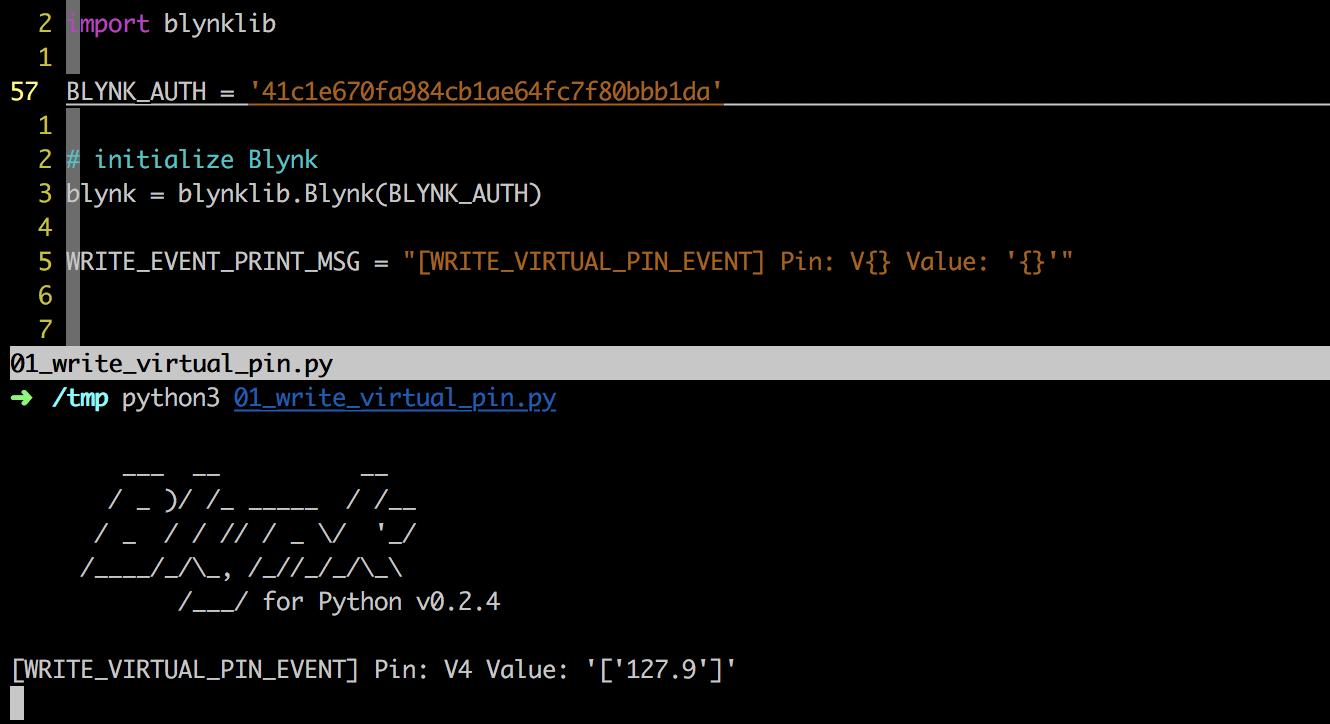 2 import blynklib
1
57 BLYNK_AUTH = '41c1e670fa984cb1ae64fc7f80bbb1da'
1
2 # initialize Blynk
3 blynk = blynklib.Blynk(BLYNK_AUTH)
4
5 WRITE_EVENT_PRINT_MSG = "[WRITE_VIRTUAL_PIN_EVENT] Pin: V{} Value: '{}'"
6
7
01_write_virtual_pin.py
➜ /tmp python3 01_write_virtual_pin.py
        ___  __          __
       / _ )/ /_ _____  / /__
      / _  / / // / _ \/  '_/
     /____/_/\_, /_//_/_/\_\
            /___/ for Python v0.2.4
[WRITE_VIRTUAL_PIN_EVENT] Pin: V4 Value: '['127.9']'